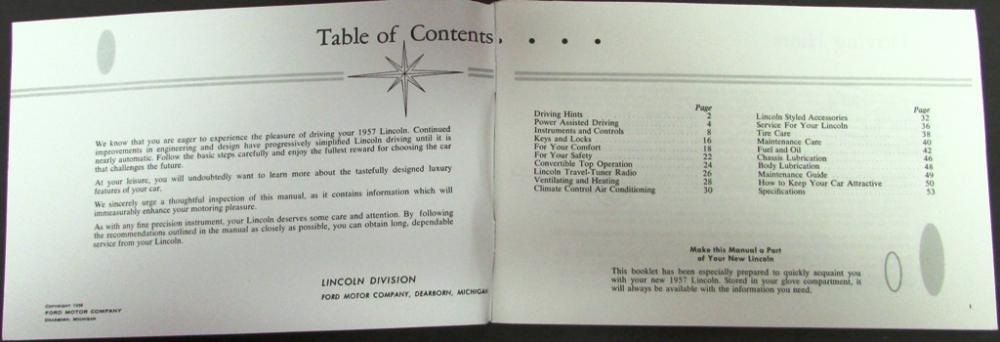 Table of Contents. . . . .
We know that you are eager to experience the pleasure of driving your 1957 Lincoln. Continued
improvements in engineering and design have progressively simplified Lincoln driving until it is
nearly automatic. Follow the basic steps carefully and enjoy the fullest reward for choosing the car
that challenges the future.
At your leisure, you will undoubtedly want to learn more about the tastefully designed luxury
features of your car.
We sincerely urge a thoughtful inspection of this manual, as it contains information which will
immeasurably enhance your motoring pleasure.
As with any fine precision instrument, your Lincoln deserves some care and attention. By following
the recommendations outlined in the manual as closely as possible, you can obtain long, dependable
service from your Lincoln.
LINCOLN DIVISION
FORD MOTOR COMPANY, DEARBORN, MICHIGAN
Copyright 1956
FORD MOTOR COMPANY
Dearborn, Michigan
Page
Driving Hints 2
Power Assisted Driving 4
Instruments and Controls 8
Keys and Locks 16
For Your Comfort 18
For Your Safety 22
Convertible Top Operation 24
Lincoln Travel-Tuner Radio 26
Ventilating and Heating 28
Climate Control Air Conditioning 30
Page
Lincoln Styled Accessories 32
Service For Your Lincoln 36
Tire Care 38
Maintenance Care 40
Fuel and Oil 42
Chassis Lubrication 46
Body Lubrication 48
Maintenance Guide 49
How to Keep Your Car Attractive 50
Specifications 53
Make this Manual a Part
of Your New Lincoln
This booklet has been especially prepared to quickly acquaint you
with your new 1957 Lincoln. Stored in your glove compartment, it
will always be available with the information you need.
1